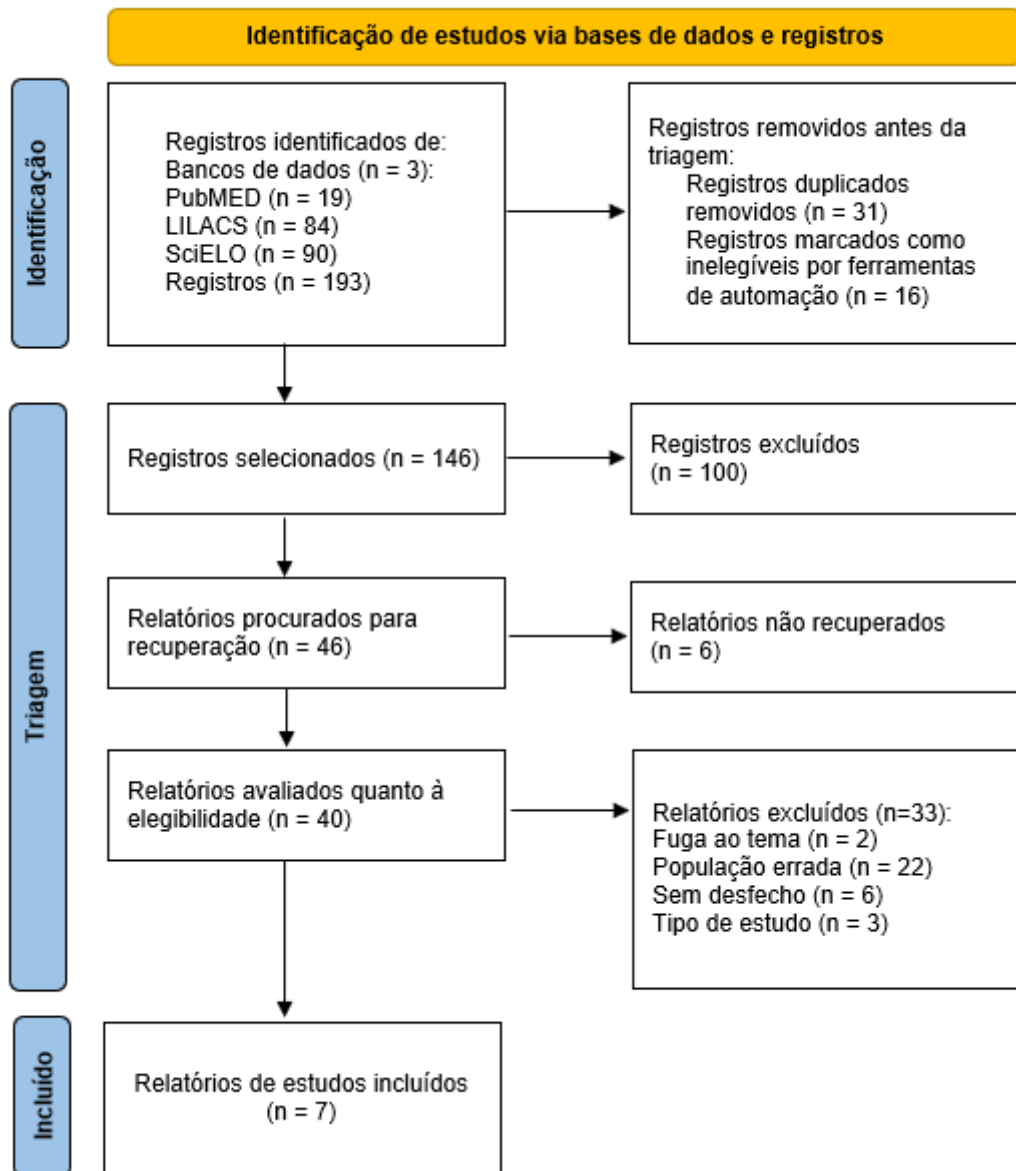 Identificação de estudos via bases de dados e registros
Identificação
Registros identificados de:
Bancos de dados (n = 3):
PubMED (n = 19)
LILACS (n = 84)
SciELO (n = 90)
Registros (n = 193)
Registros removidos antes da
triagem:
Registros duplicados
removidos (n = 31)
Registros marcados como
inelegíveis por ferramentas
de automação (n = 16)
Triagem
Registros selecionados (n = 146)
Registros excluídos
(n = 100)
Relatórios procurados para
recuperação (n = 46)
Relatórios não recuperados
(n = 6)
Relatórios avaliados quanto à
elegibilidade (n = 40)
Relatórios excluídos (n=33):
Fuga ao tema (n = 2)
População errada (n = 22)
Sem desfecho (n = 6)
Tipo de estudo (n = 3)
Incluído
Relatórios de estudos incluídos
(n = 7)